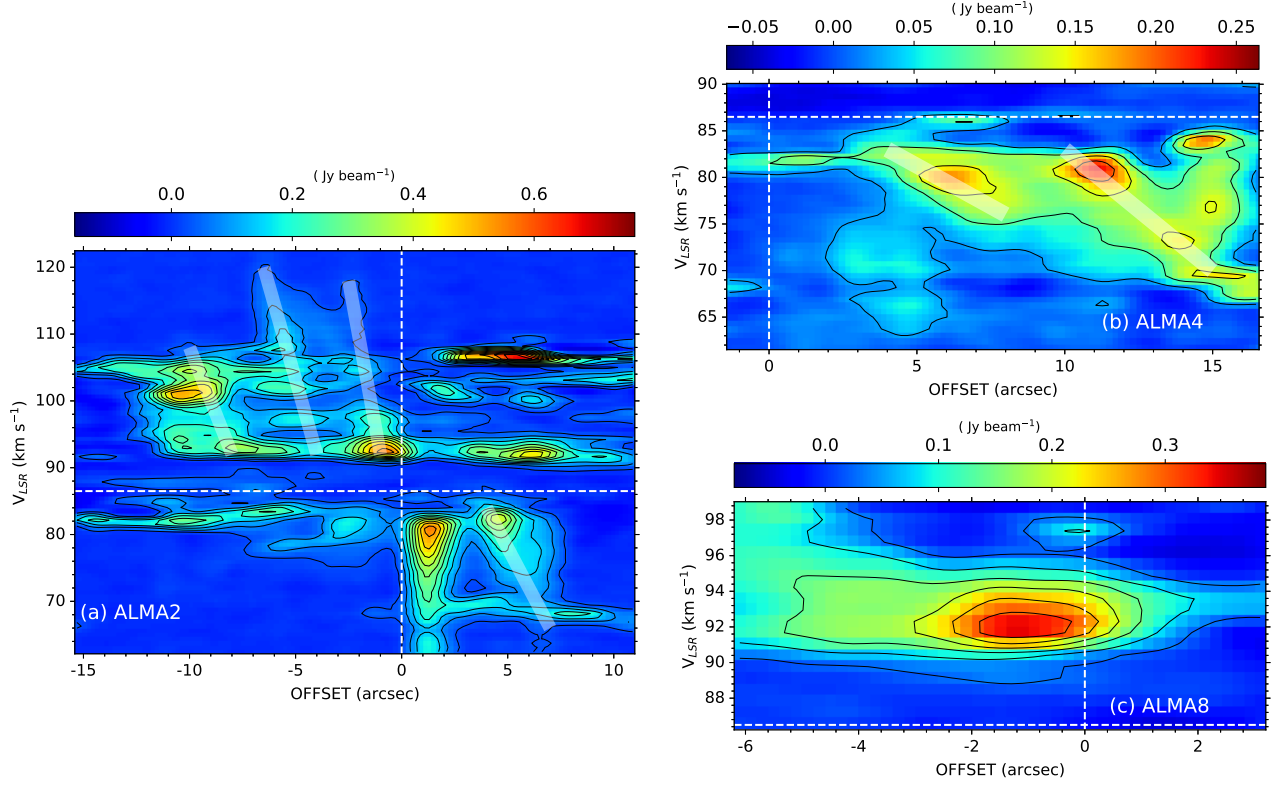 ( Jy beam⁻¹)
0.0 0.2 0.4 0.6
120
110
100
90
80
70
V_LSR (km s⁻¹)
(a) ALMA2
-15 -10 -5 0 5 10
OFFSET (arcsec)
( Jy beam⁻¹)
−0.05 0.00 0.05 0.10 0.15 0.20 0.25
90
85
80
75
70
65
V_LSR (km s⁻¹)
(b) ALMA4
0 5 10 15
OFFSET (arcsec)
( Jy beam⁻¹)
0.0 0.1 0.2 0.3
98
96
94
92
90
88
V_LSR (km s⁻¹)
(c) ALMA8
-6 -4 -2 0 2
OFFSET (arcsec)